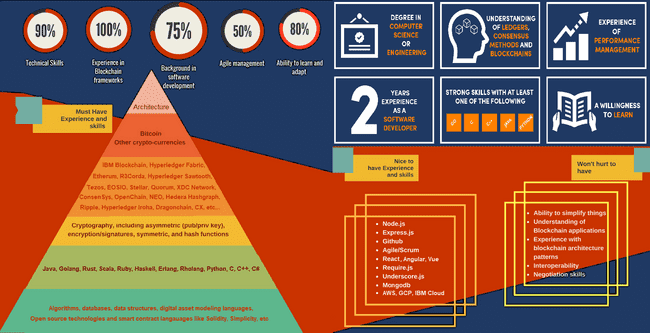 90%
100%
75%
50%
80%
Technical Skills
Experience in
Blockchain
frameworks
Background in
software
development
Agile management
Ability to learn and
adapt
Must Have
Experience and
skills
Architecture
Bitcoin
Other crypto-currencies
IBM Blockchain, Hyperledger Fabric,
Etherum, R3Corda, Hyperledger Sawtooth,
Tezos, EOSIO, Stellar, Quorum, XDC Network,
ConsenSys, OpenChain, NEO, Hedera Hashgraph,
Ripple, Hyperledger Iroha, Dragonchain, CX, etc...
Cryptography, including asymmetric (pub/priv key),
encryption/signatures, symmetric, and hash functions
Java, Golang, Rust, Scala, Ruby, Haskell, Erlang, Rholang, Python, C, C++, C#
Algorithms, databases, data structures, digital asset modeling languages.
Open source technologies and smart contract languages like Solidity, Simplicity, etc
DEGREE IN
COMPUTER
SCIENCE
OR
ENGINEERING
UNDERSTANDING
OF LEDGERS,
CONSENSUS
METHODS AND
BLOCKCHAINS
EXPERIENCE
OF
PERFORMANCE
MANAGEMENT
2 YEARS
EXPERIENCE
AS A
SOFTWARE
DEVELOPER
STRONG SKILLS WITH AT LEAST
ONE OF THE FOLLOWING
GO
C
C++
JAVA
PYTHON
A WILLINGNESS
TO LEARN
Nice to
have Experience
and skills
Node.js
Express.js
Github
Agile/Scrum
React, Angular, Vue
Require.js
Underscore.js
Mongodb
AWS, GCP, IBM Cloud
Won't hurt to
have
Ability to simplify things
Understanding of
Blockchain applications
Experience with
blockchain architecture
patterns
Interoperability
Negotiation skills